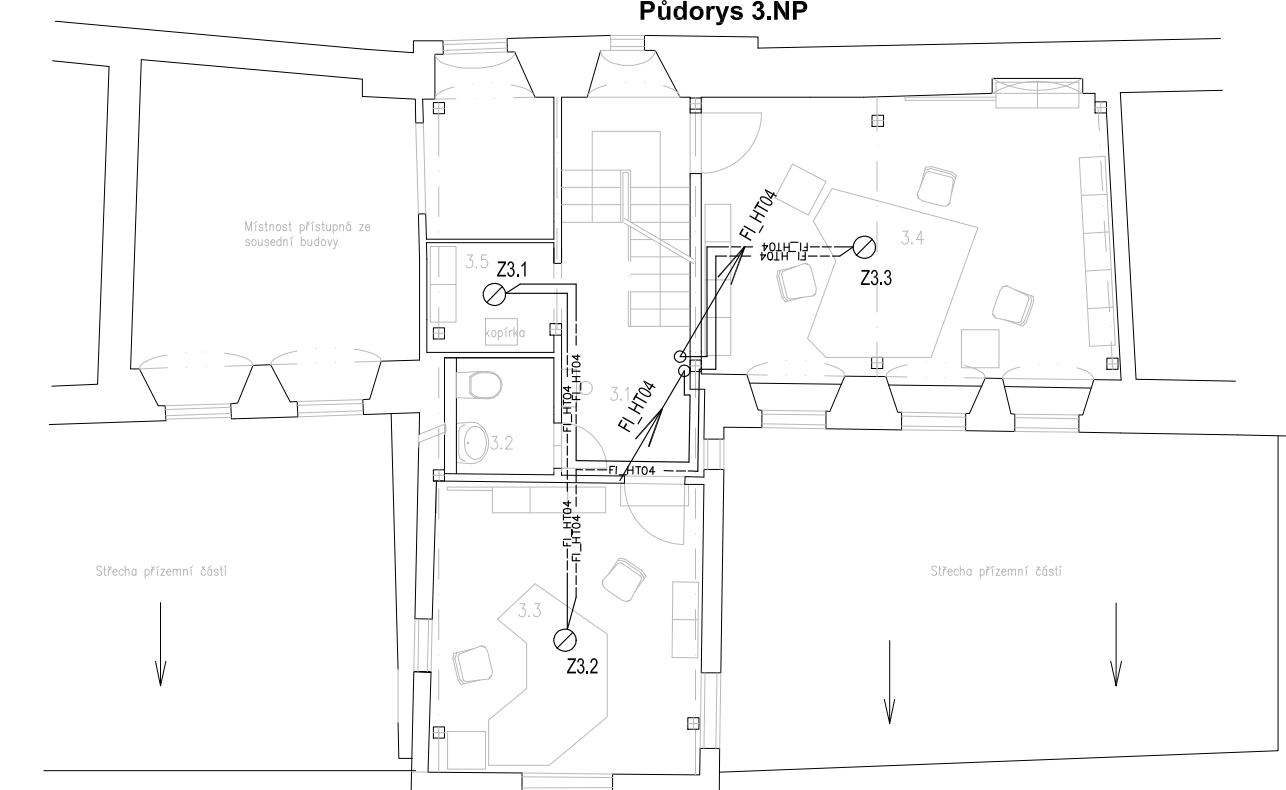 Půdorys 3.NP
Místnost přístupná ze
sousední budovy
3.5
Z3.1
kopírka
FI_HT04
FI_HT04
FI_HT04
3.4
Z3.3
FI_HT04
FI_HT04
3.1
FI_HT04
3.2
FI_HT04
FI_HT04
FI_HT04
Střecha přízemní části
Střecha přízemní části
3.3
Z3.2